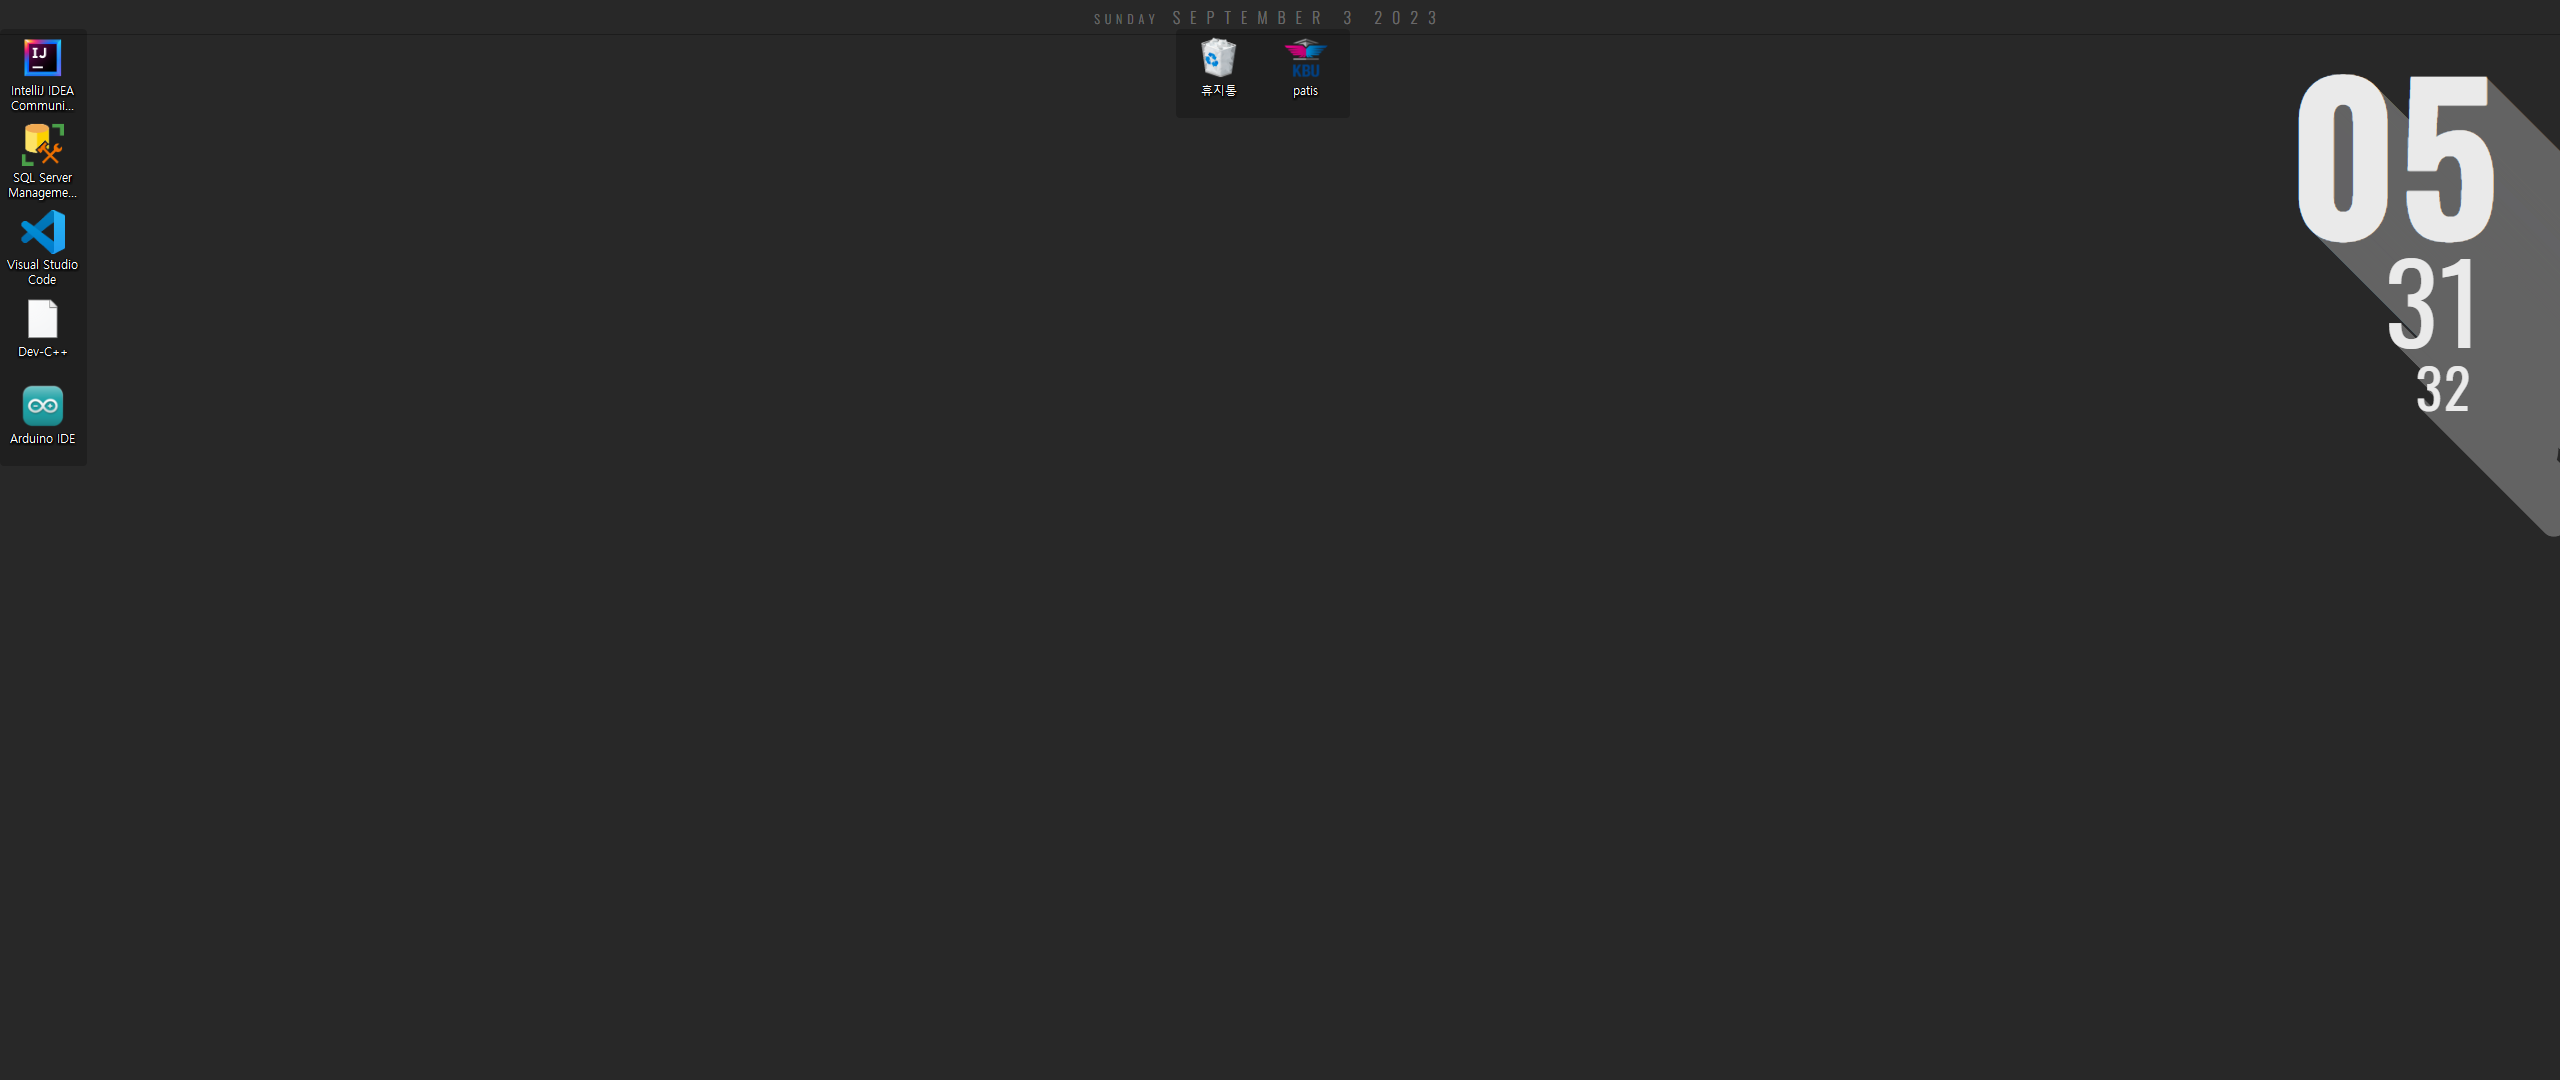 SUNDAY SEPTEMBER 3 2023
IJ
IntelliJ IDEA
Communi...
SQL Server
Manageme...
Visual Studio
Code
Dev-C++
Arduino IDE
휴지통
KBU
patis
05
31
32